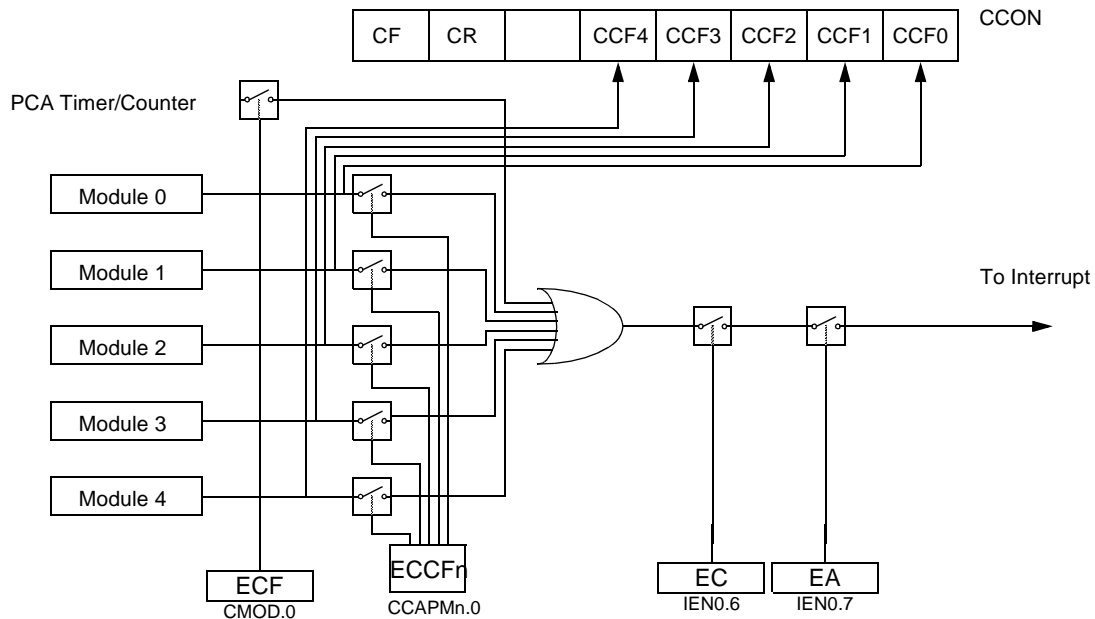 CF CR CCF4 CCF3 CCF2 CCF1 CCF0
CCON
PCA Timer/Counter
Module 0
Module 1
To Interrupt
Module 2
Module 3
Module 4
ECF
CMOD.0
ECCFn
CCAPMn.0
EC
IEN0.6
EA
IEN0.7